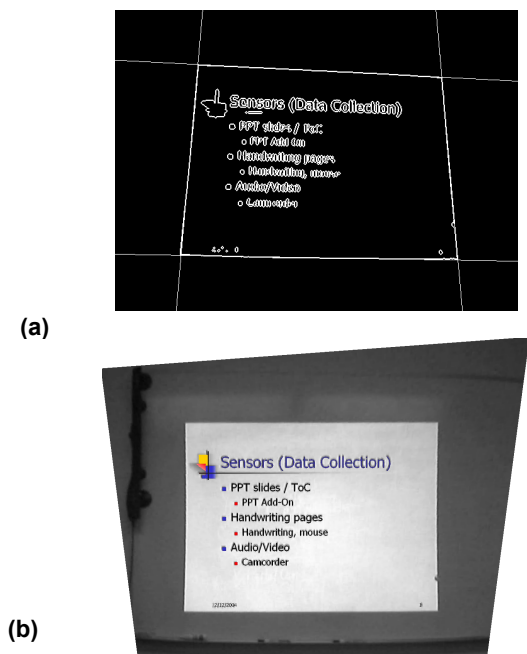 Sensors (Data Collection)
PPT slides / ToC
PPT Add On
Handwriting pages
Handwriting, mouse
Audio/Video
Camcorder
(a)
Sensors (Data Collection)
PPT slides / ToC
PPT Add-On
Handwriting pages
Handwriting, mouse
Audio/Video
Camcorder
(b)